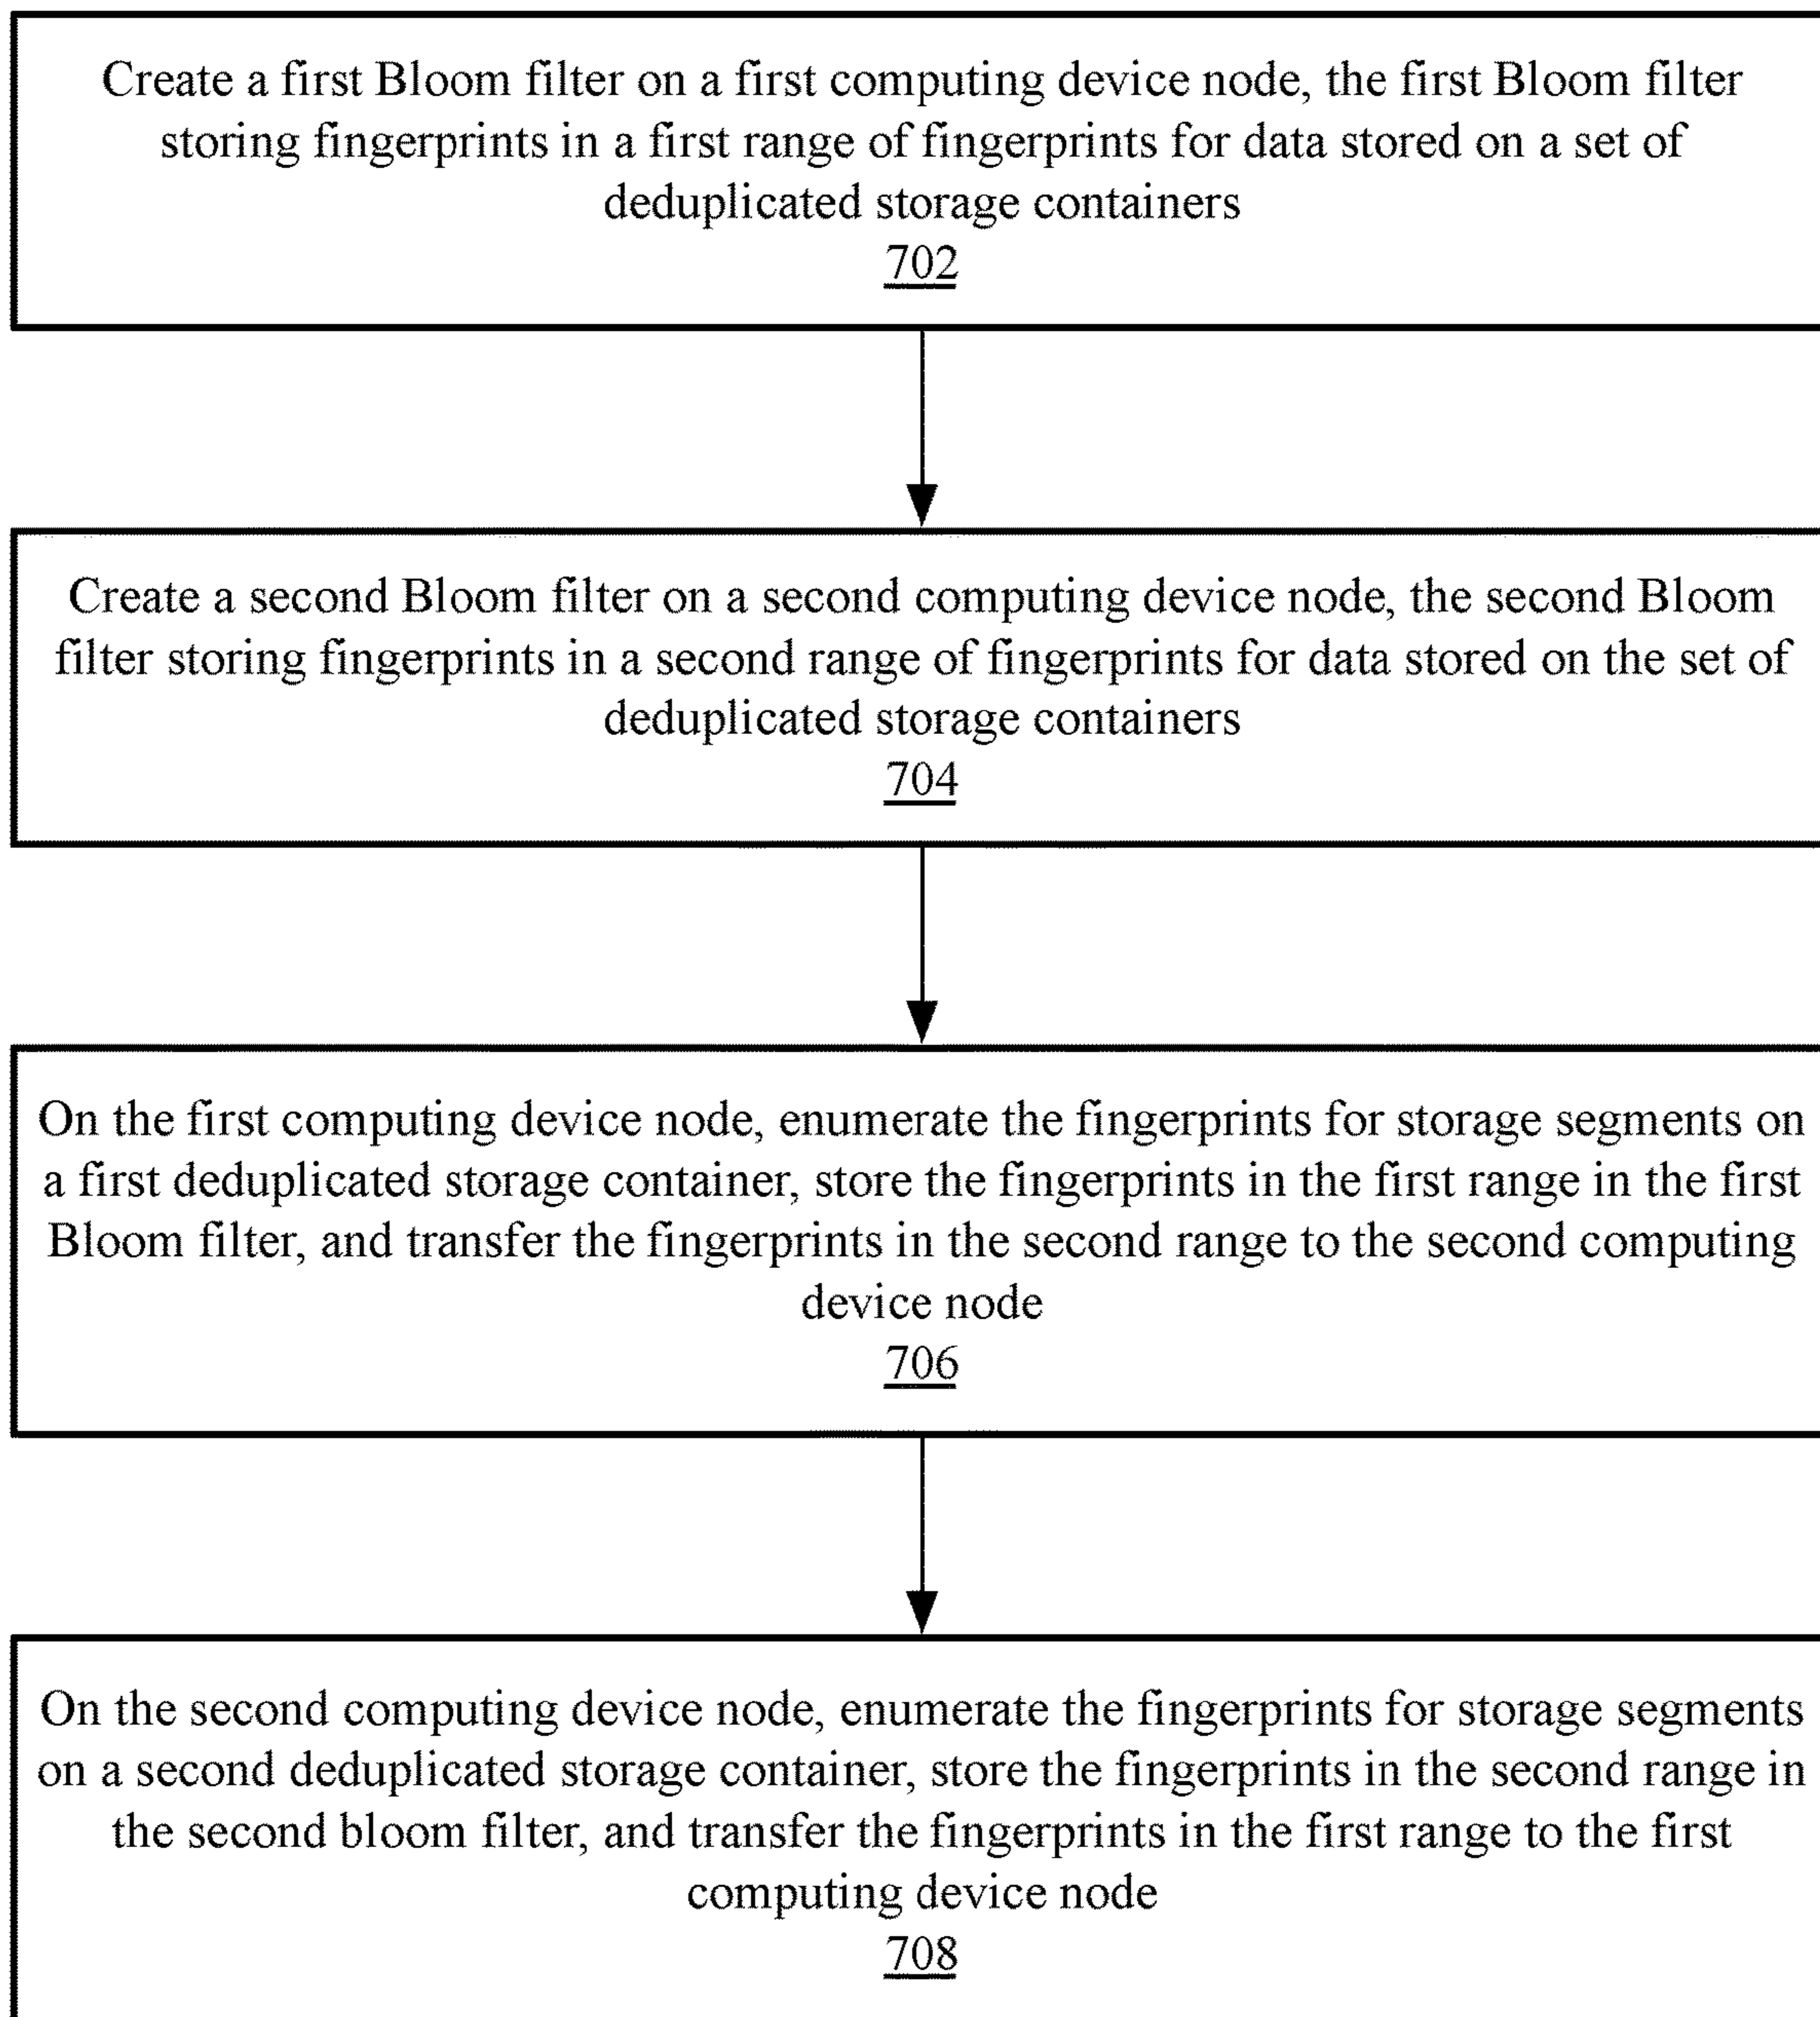 Create a first Bloom filter on a first computing device node, the first Bloom filter
storing fingerprints in a first range of fingerprints for data stored on a set of
deduplicated storage containers
702
Create a second Bloom filter on a second computing device node, the second Bloom
filter storing fingerprints in a second range of fingerprints for data stored on the set of
deduplicated storage containers
704
On the first computing device node, enumerate the fingerprints for storage segments on
a first deduplicated storage container, store the fingerprints in the first range in the first
Bloom filter, and transfer the fingerprints in the second range to the second computing
device node
706
On the second computing device node, enumerate the fingerprints for storage segments
on a second deduplicated storage container, store the fingerprints in the second range in
the second bloom filter, and transfer the fingerprints in the first range to the first
computing device node
708